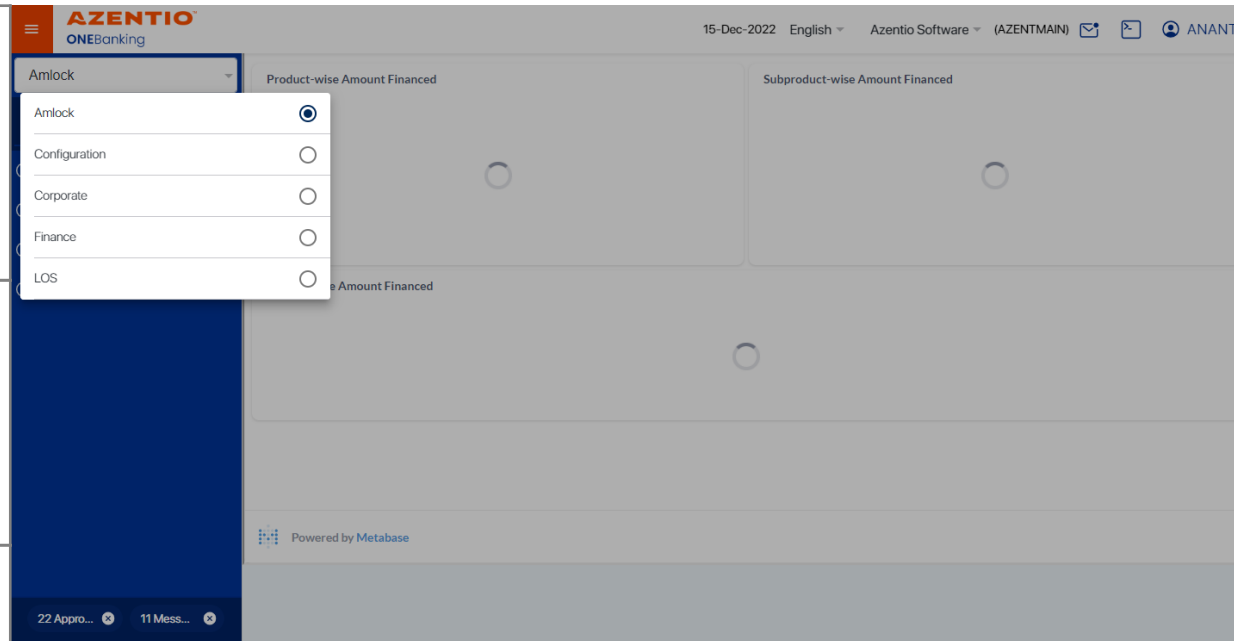 AZENTIO
ONEBanking
15-Dec-2022 English Azentio Software (AZENTMAIN) ANANT
Amlock
Product-wise Amount Financed
Subproduct-wise Amount Financed
Amlock
Configuration
Corporate
Finance
LOS
e Amount Financed
Powered by Metabase
22 Appro... 11 Mess...